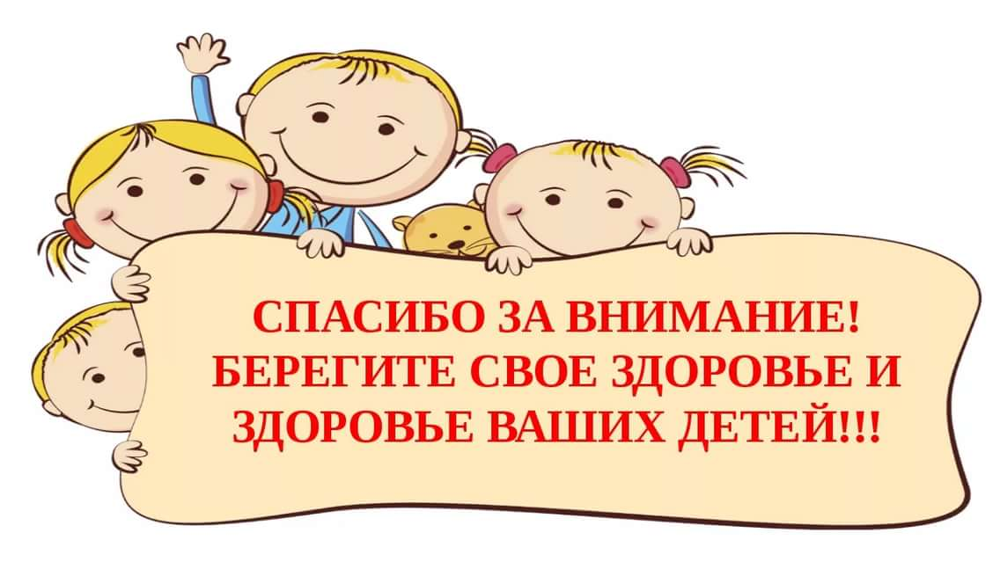 СПАСИБО ЗА ВНИМАНИЕ!
БЕРЕГИТЕ СВОЕ ЗДОРОВЬЕ И
ЗДОРОВЬЕ ВАШИХ ДЕТЕЙ!!!